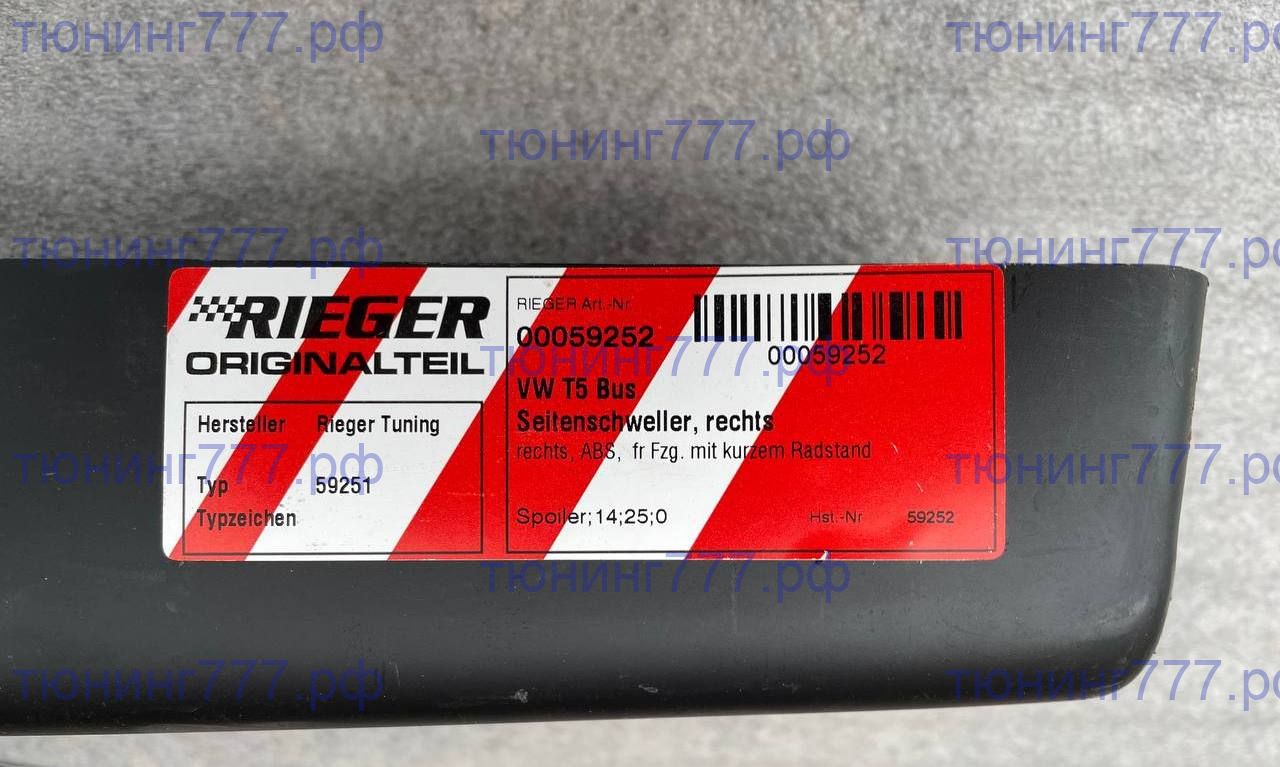 RIEGER
ORIGINALTEIL
Hersteller Rieger Tuning
Typ 59251
Typzeichen
RIEGER Art.-Nr
00059252
00059252
VW T5 Bus
Seitenschweller, rechts
rechts, ABS, fr Fzg. mit kurzem Radstand
Spoiler;14;25;0 Hst.-Nr 59252
тюнинг777.рф
тюнинг777.рф
тюнинг777.рф
тюнинг777.рф
тюнинг777.рф
тюнинг777.рф
тюнинг777.рф
тюнинг777.рф
тюнинг777.рф
тюнинг777.рф
тюнинг777.рф